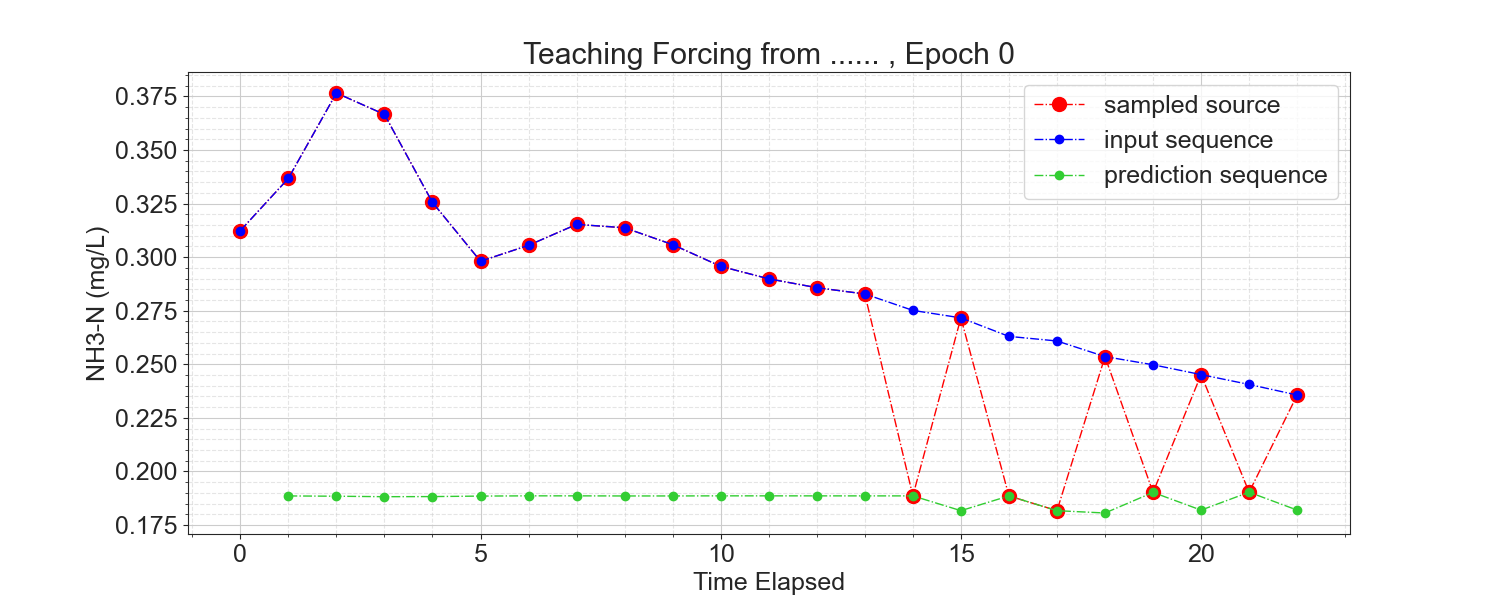 Teaching Forcing from ...... , Epoch 0
sampled source
input sequence
prediction sequence
NH3-N (mg/L)
0.375
0.350
0.325
0.300
0.275
0.250
0.225
0.200
0.175
0 5 10 15 20
Time Elapsed